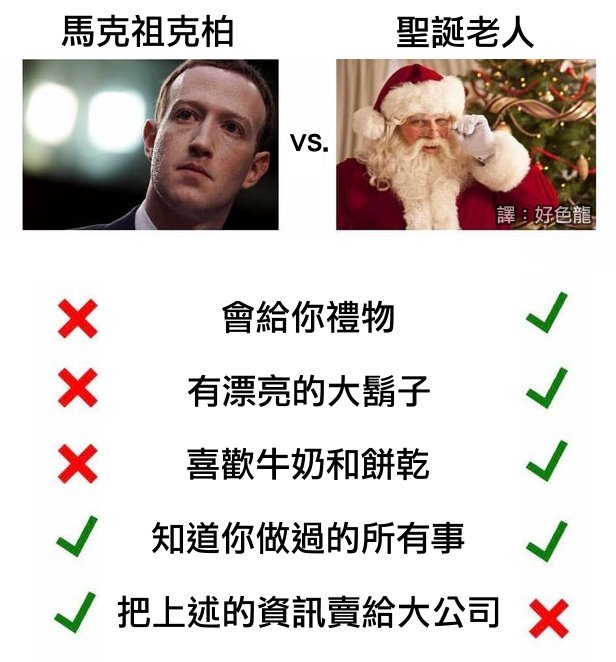 馬克祖克柏
聖誕老人
vs.
譯：好色龍
會給你禮物
有漂亮的大鬍子
喜歡牛奶和餅乾
知道你做過的所有事
把上述的資訊賣給大公司